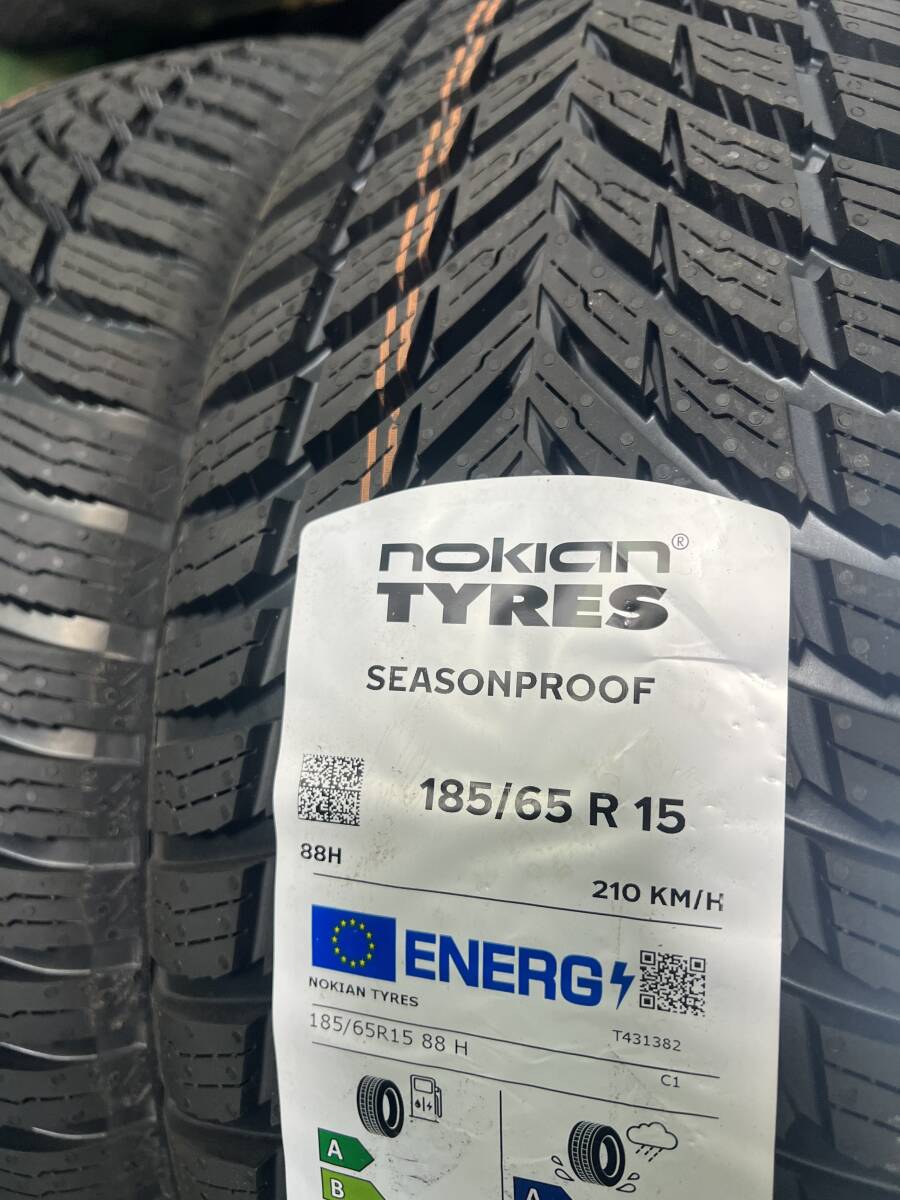 nokian®
TYRES
SEASONPROOF
185/65 R 15
88H
210 KM/H
ENERG
NOKIAN TYRES
T431382
185/65R15 88 H
C1
A
B
A